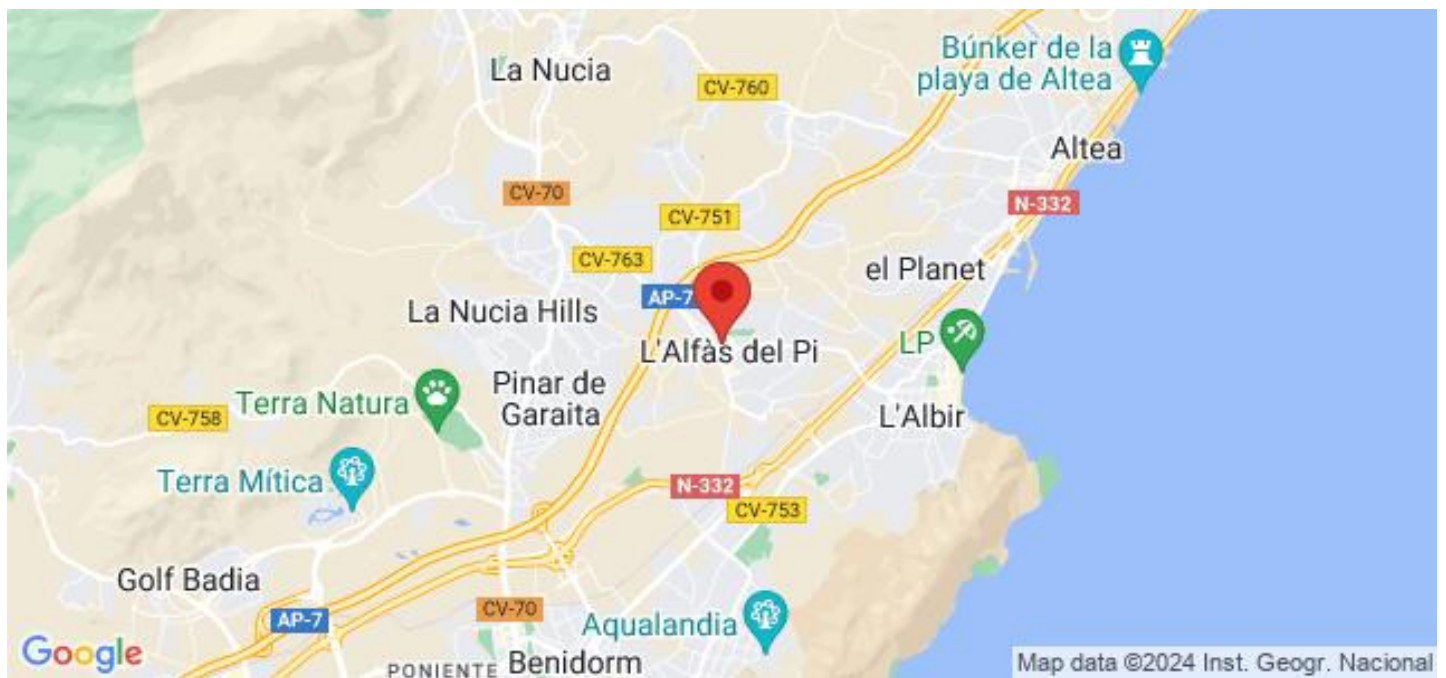 La Nucia
Búnker de la
playa de Altea
CV-760
Altea
CV-70
N-332
CV-751
CV-763
el Planet
AP-7
La Nucia Hills
LP
L'Alfàs del Pi
Pinar de
Garaita
Terra Natura
CV-758
L'Albir
Terra Mítica
N-332
CV-753
Golf Badia
AP-7
CV-70
Aqualandia
Google
PONIENTE
Benidorm
Map data ©2024 Inst. Geogr. Nacional